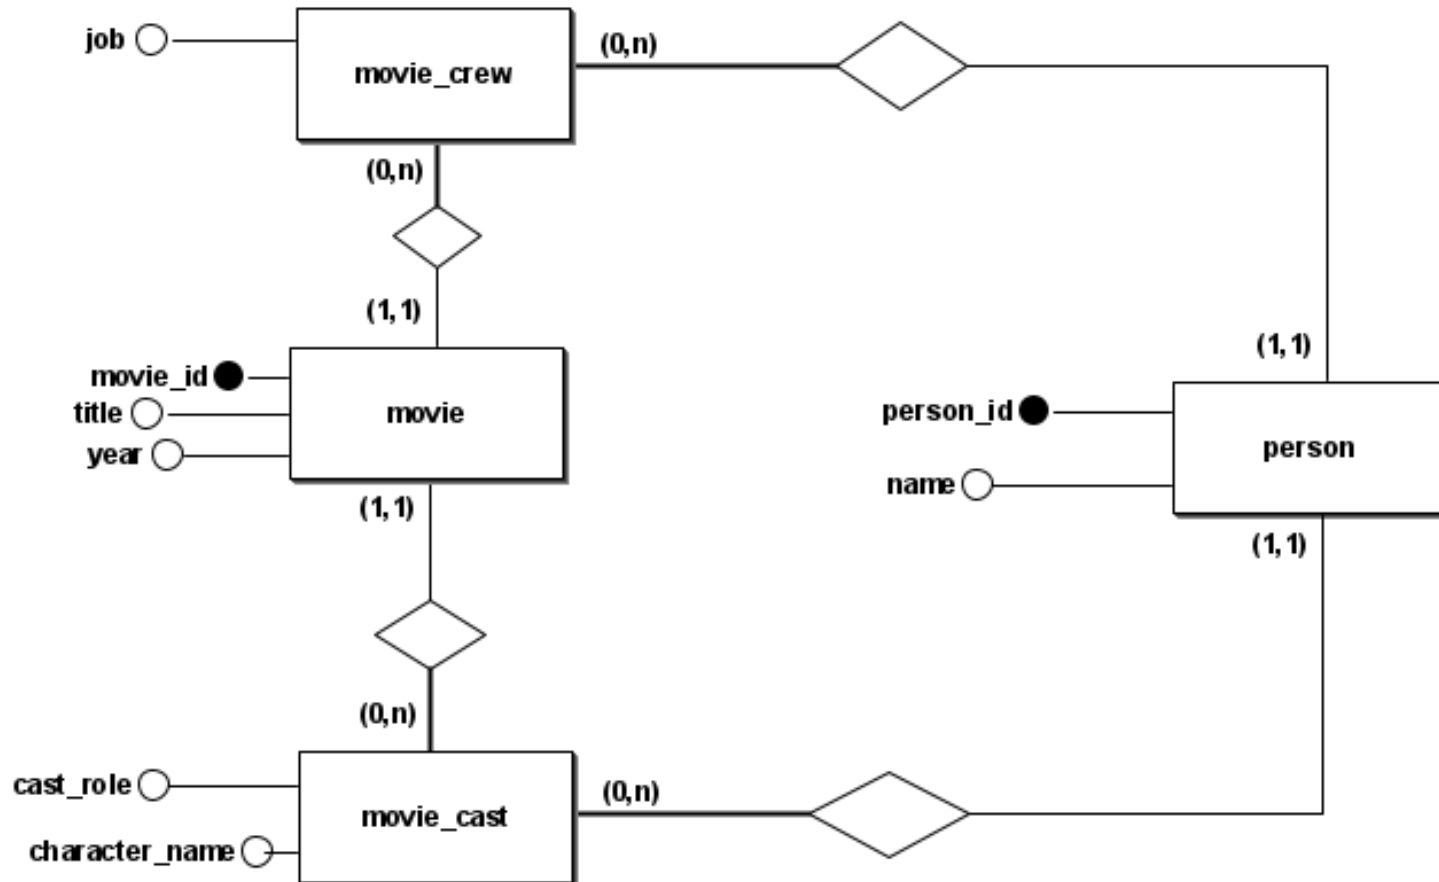 job
movie_crew
(0,n)
(0,n)
(1,1)
movie_id
title
year
movie
(1,1)
person_id
name
person
(1,1)
(1,1)
(0,n)
cast_role
character_name
movie_cast
(0,n)